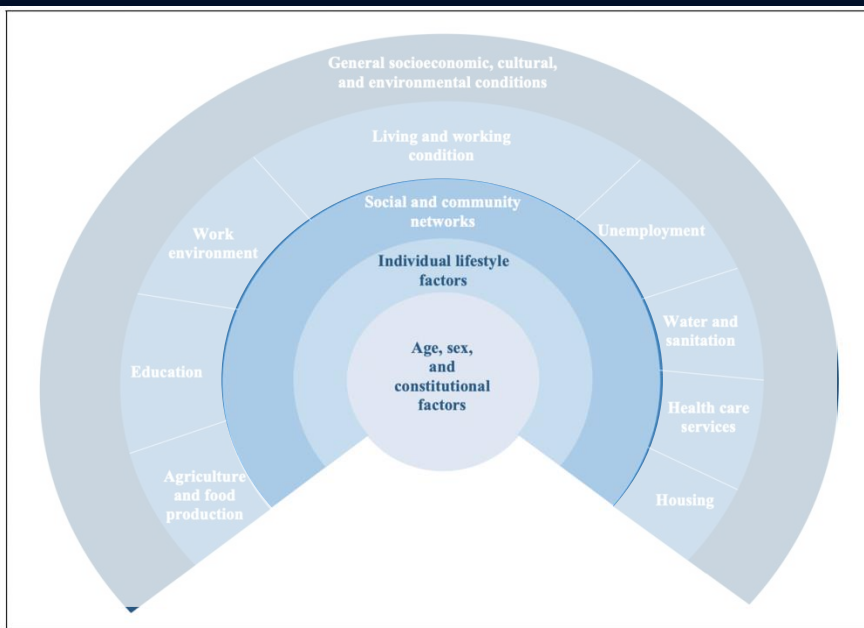 General socioeconomic, cultural,
and environmental conditions
Living and working
condition
Social and community
networks
Work
environment
Unemployment
Individual lifestyle
factors
Water and
sanitation
Age, sex,
and
constitutional
factors
Education
Health care
services
Agriculture
and food
production
Housing